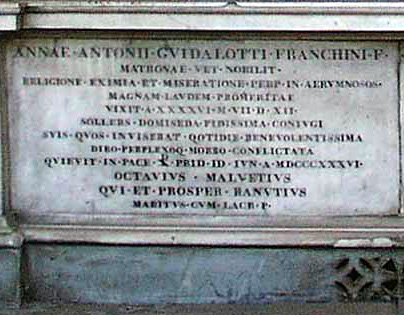 ANNAE·ANTONII·GVIDALOTTI·FRANCHINI·F·
MATRONAE·VET·NOBILIT·
RELIGIONE·EXIMIA·ET·MISERATIONE·PERP·IN·AERVMNOSOS·
MAGNAM·LAVDEM·PROMERITAE
VIXIT·A·XXXXVI·M·VII·D·XII·
SOLLERS·DOMISEDA·FIDISSIMA·CONIVGI
SVIS·QVOS·INVISERAT·QOTIDIE·BENEVOLENTISSIMA
DIRO·PERPLEXOQ·MORBO·CONFLICTATA
QVIEVIT·IN·PACE·☧·PRID·ID·IVN·A·MDCCCXXXVI·
OCTAVIVS·MALVETIVS
QVI·ET·PROSPER·RANVTIVS
MARITVS·CVM·LACR·P·